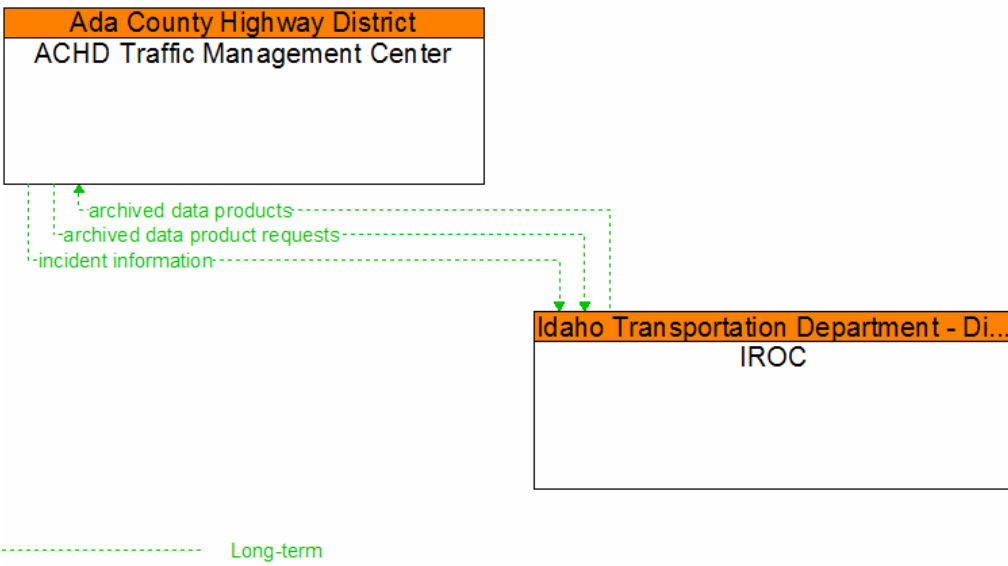 Ada County Highway District
ACHD Traffic Management Center
archived data products
archived data product requests
incident information
Idaho Transportation Department - Di...
IROC
Long-term